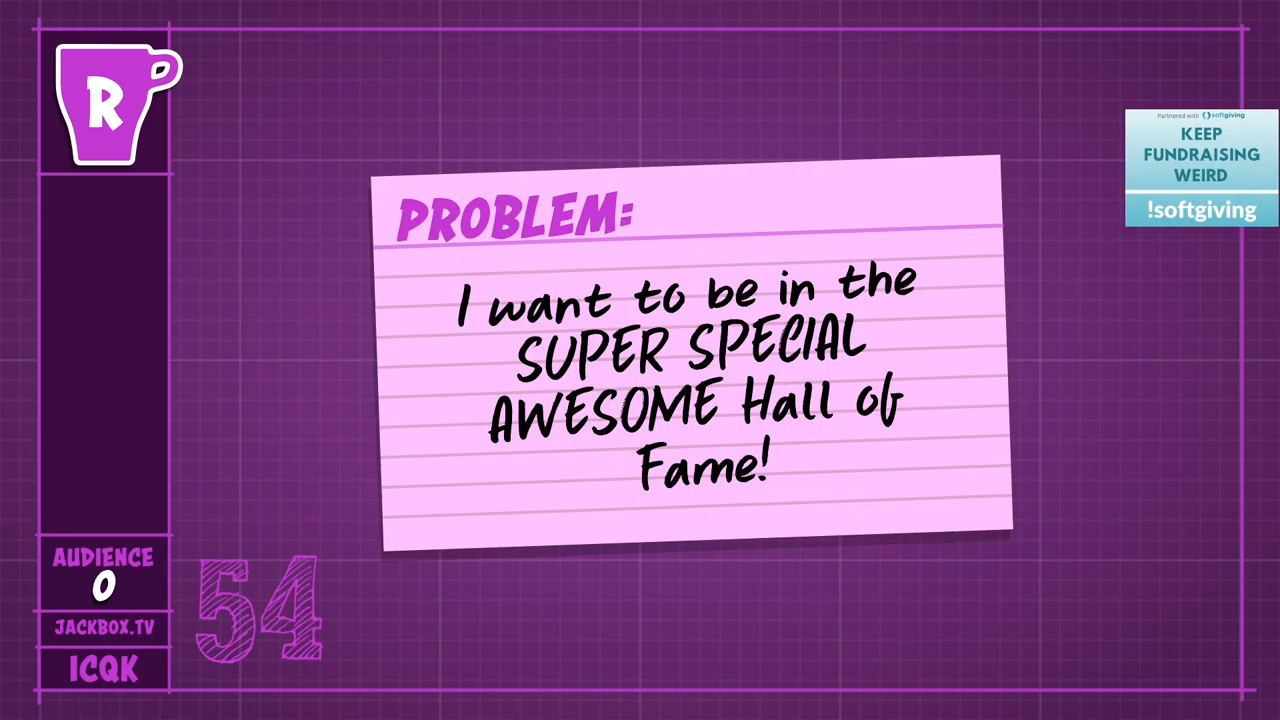 R
Partnered with softgiving
KEEP
FUNDRAISING
WEIRD
!softgiving
PROBLEM:
I want to be in the
SUPER SPECIAL
AWESOME Hall of
Fame!
AUDIENCE
0
JACKBOX.TV
ICQK
54